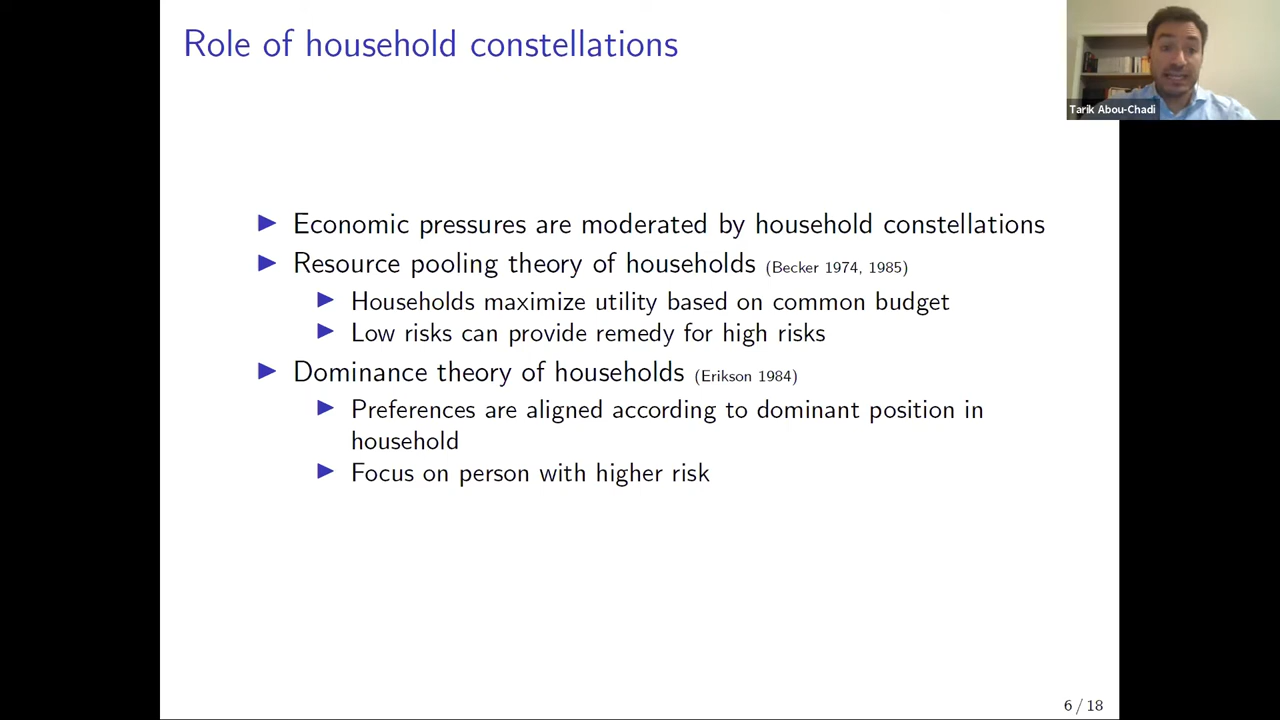 Role of household constellations
Tarik Abou-Chadi
▶ Economic pressures are moderated by household constellations
▶ Resource pooling theory of households (Becker 1974, 1985)
▶ Households maximize utility based on common budget
▶ Low risks can provide remedy for high risks
▶ Dominance theory of households (Erikson 1984)
▶ Preferences are aligned according to dominant position in
household
▶ Focus on person with higher risk
6 / 18